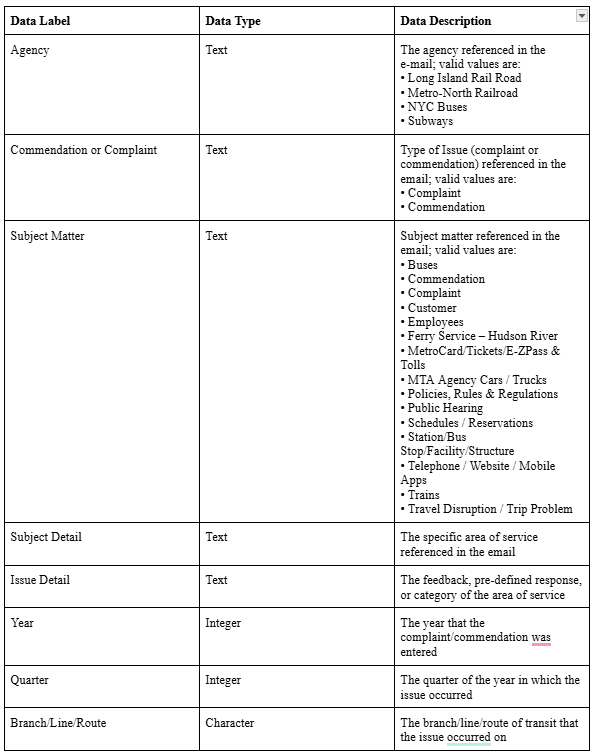 Data Label Data Type Data Description
Agency Text The agency referenced in the
e-mail; valid values are:
• Long Island Rail Road
• Metro-North Railroad
• NYC Buses
• Subways
Commendation or Complaint Text Type of Issue (complaint or
commendation) referenced in the
email; valid values are:
• Complaint
• Commendation
Subject Matter Text Subject matter referenced in the
email; valid values are:
• Buses
• Commendation
• Complaint
• Customer
• Employees
• Ferry Service – Hudson River
• MetroCard/Tickets/E-ZPass &
Tolls
• MTA Agency Cars / Trucks
• Policies, Rules & Regulations
• Public Hearing
• Schedules / Reservations
• Station/Bus
Stop/Facility/Structure
• Telephone / Website / Mobile
Apps
• Trains
• Travel Disruption / Trip Problem
Subject Detail Text The specific area of service
referenced in the email
Issue Detail Text The feedback, pre-defined response,
or category of the area of service
Year Integer The year that the
complaint/commendation was
entered
Quarter Integer The quarter of the year in which the
issue occurred
Branch/Line/Route Character The branch/line/route of transit that
the issue occurred on